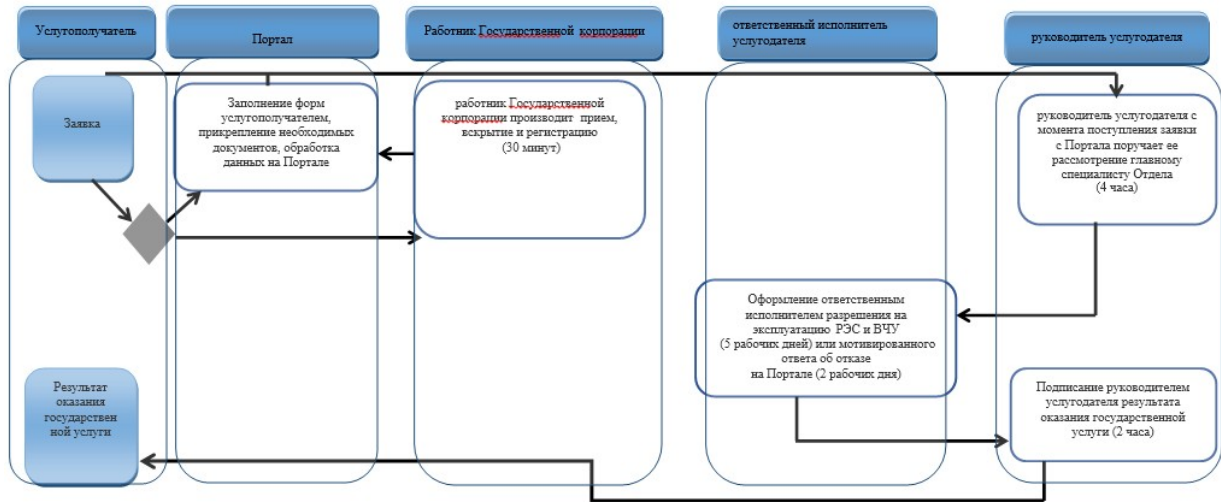 Услугополучатель
Портал
Работник Государственной корпорации
ответственный исполнитель
услугодателя
руководитель услугодателя
Заявка
Заполнение форм
услугополучателем,
прикрепление необходимых
документов, обработка
данных на Портале
работник Государственной
корпорации производит прием,
вскрытие и регистрацию
(30 минут)
руководитель услугодателя с
момента поступления заявки
с Портала поручает ее
рассмотрение главному
специалисту Отдела
(4 часа)
Оформление ответственным
исполнителем разрешения на
эксплуатацию РЭС и ВЧУ
(5 рабочих дней) или мотивированного
ответа об отказе
на Портале (2 рабочих дня)
Результат
оказания
государствен
ной услуги
Подписание руководителем
услугодателя результата
оказания государственной
услуги (2 часа)